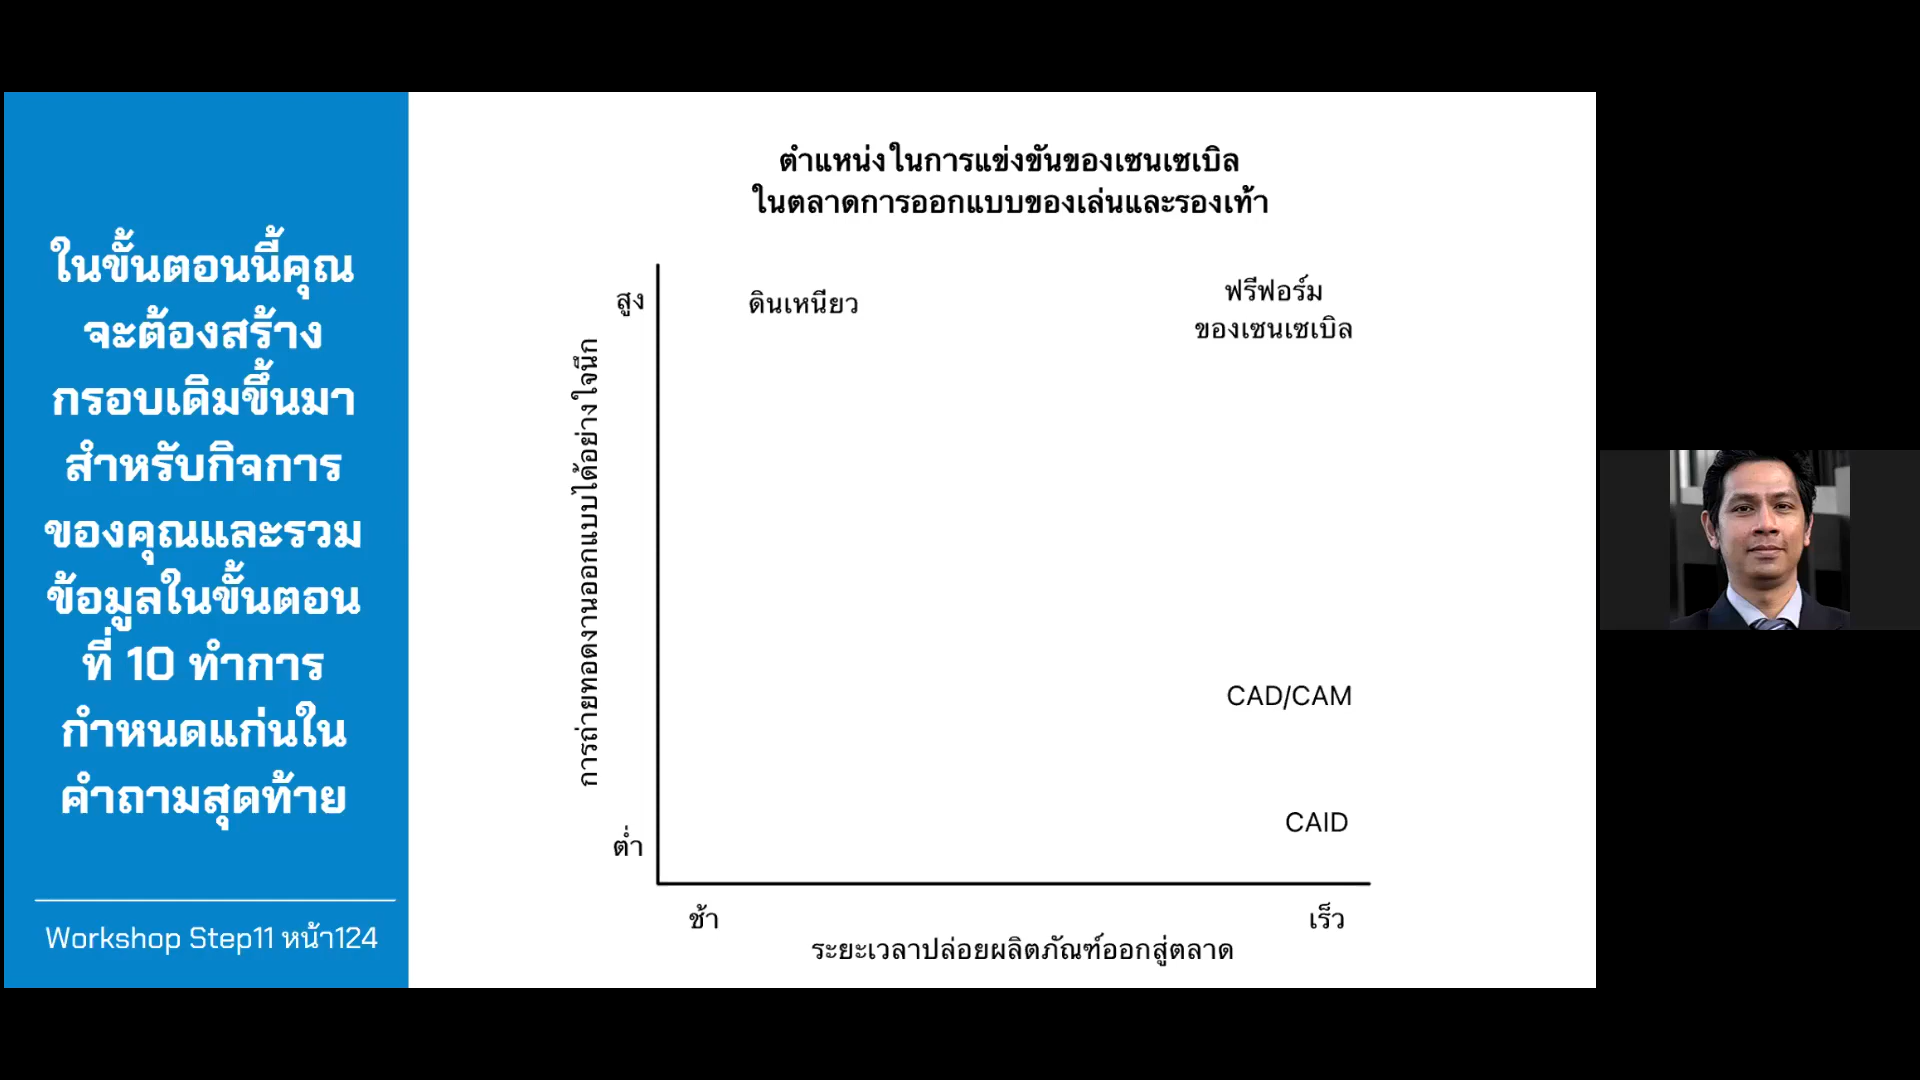 ในขั้นตอนนี้คุณ
จะต้องสร้าง
กรอบเดิมขึ้นมา
สำหรับกิจการ
ของคุณและรวม
ข้อมูลในขั้นตอน
ที่ 10 ทำการ
กำหนดแก่นใน
คำถามสุดท้าย
Workshop Step11 หน้า124
ตำแหน่งในการแข่งขันของเซนเซเบิล
ในตลาดการออกแบบของเล่นและรองเท้า
สูง
ดินเหนียว
ฟรีฟอร์ม
ของเซนเซเบิล
การถ่ายทอดงานออกแบบได้อย่างใจนึก
CAD/CAM
CAID
ต่ำ
ช้า
เร็ว
ระยะเวลาปล่อยผลิตภัณฑ์ออกสู่ตลาด